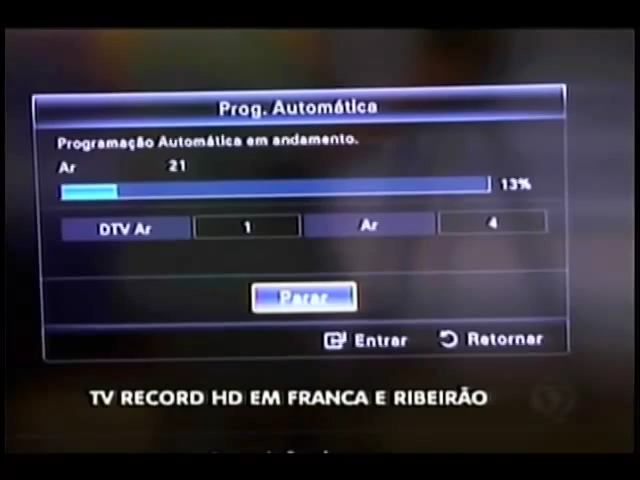 Prog. Automática
Programação Automática em andamento.
Ar 21
13%
DTV Ar 1 Ar 4
Parar
Entrar Retornar
TV RECORD HD EM FRANCA E RIBEIRÃO